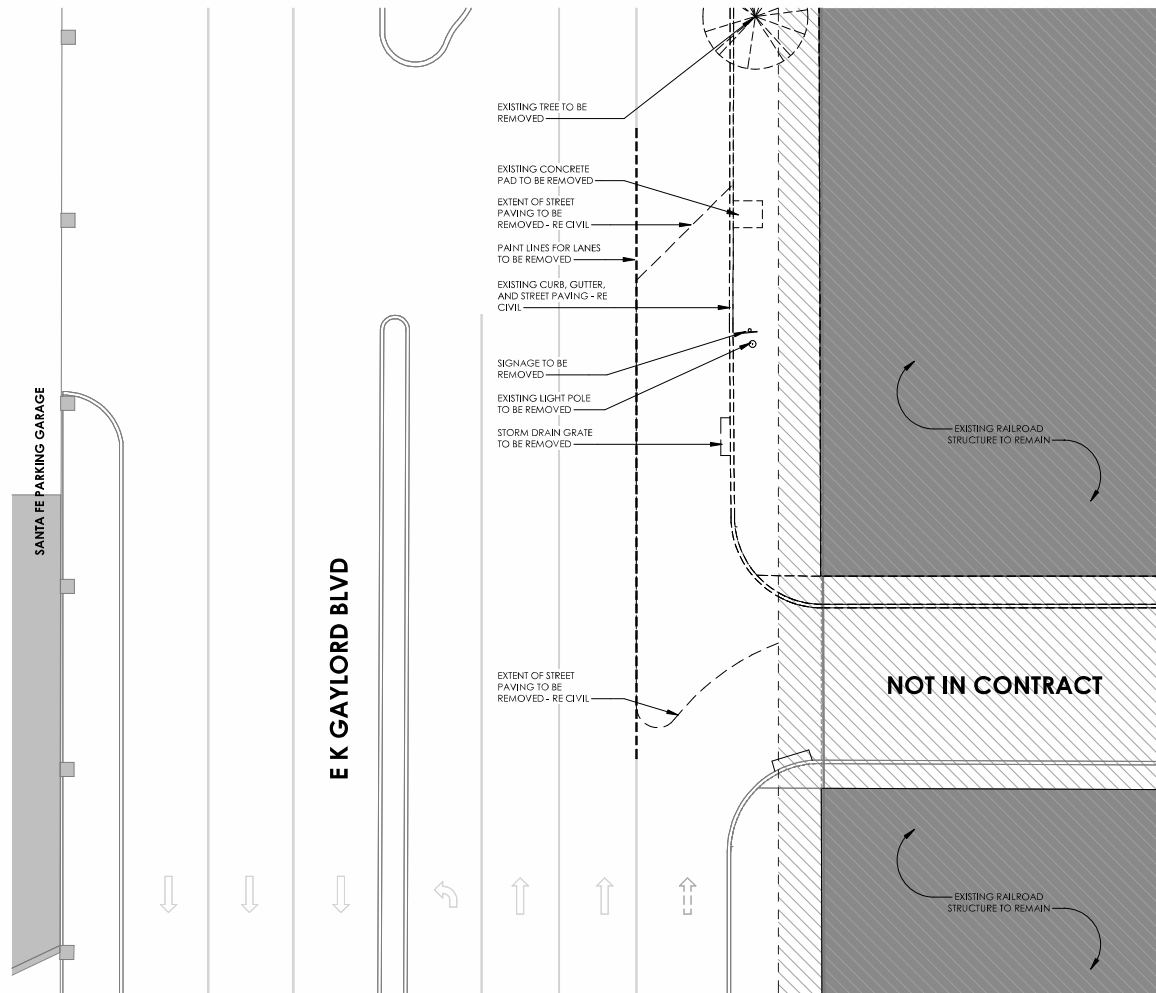 EXISTING TREE TO BE
REMOVED
EXISTING CONCRETE
PAD TO BE REMOVED
EXTENT OF STREET
PAVING TO BE
REMOVED - RE CIVIL
PAINT LINES FOR LANES
TO BE REMOVED
EXISTING CURB, GUTTER,
AND STREET PAVING - RE
CIVIL
SIGNAGE TO BE
REMOVED
EXISTING LIGHT POLE
TO BE REMOVED
STORM DRAIN GRATE
TO BE REMOVED
EXISTING RAILROAD
STRUCTURE TO REMAIN
SANTA FE PARKING GARAGE
E K GAYLORD BLVD
EXTENT OF STREET
PAVING TO BE
REMOVED - RE CIVIL
NOT IN CONTRACT
EXISTING RAILROAD
STRUCTURE TO REMAIN